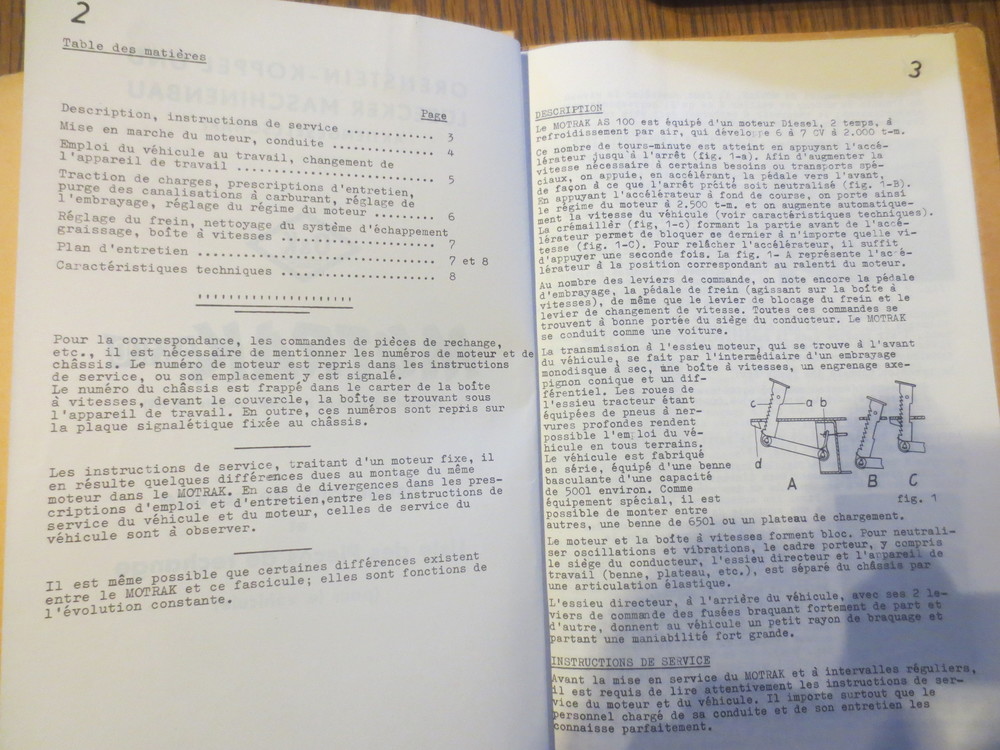 2
Table des matières
Page
Description, instructions de service ............ 3
Mise en marche du moteur, conduite .............. 4
Emploi du véhicule au travail, changement de
l'appareil de travail ........................... 5
Traction de charges, prescriptions d'entretien,
purge des canalisations à carburant, réglage de
l'embrayage, réglage du régime du moteur ........ 6
Réglage du frein, nettoyage du système d'échappement
graissage, boîte à vitesses ..................... 7
Plan d'entretien ................................ 7 et 8
Caractéristiques techniques ..................... 8
Pour la correspondance, les commandes de pièces de rechange,
etc., il est nécessaire de mentionner les numéros de moteur et de
châssis. Le numéro de moteur est repris dans les instructions
de service, ou son emplacement y est signalé.
Le numéro du châssis est frappé dans le carter de la boîte
à vitesses, devant le couvercle, la boîte se trouvant sous
l'appareil de travail. En outre, ces numéros sont repris sur
la plaque signalétique fixée au châssis.
Les instructions de service, traitant d'un moteur fixe, il
en résulte quelques différences dues au montage du même
moteur dans le MOTRAK. En cas de divergences dans les pres-
criptions d'emploi et d'entretien,entre les instructions de
service du véhicule et du moteur, celles de service du
véhicule sont à observer.
Il est même possible que certaines différences existent
entre le MOTRAK et ce fascicule; elles sont fonctions de
l'évolution constante.
3
DESCRIPTION
Le MOTRAK AS 100 est équipé d'un moteur Diesel, 2 temps, à
refroidissement par air, qui développe 6 à 7 CV à 2.000 t-m.
Ce nombre de tours-minute est atteint en appuyant l'accé-
lérateur jusqu'à l'arrêt (fig. 1-a). Afin d'augmenter la
vitesse nécessaire à certains besoins ou transports spé-
ciaux, on appuie, en accélérant, la pédale vers l'avant,
de façon à ce que l'arrêt précité soit neutralisé (fig. 1-B).
En appuyant l'accélérateur à fond de course, on porte ainsi
le régime du moteur à 2.500 t-m. et on augmente automatique-
ment la vitesse du véhicule (voir caractéristiques techniques).
La crémailler (fig, 1-c) formant la partie avant de l'accé-
lérateur permet de bloquer ce dernier à n'importe quelle vi-
tesse (fig. 1-C). Pour relâcher l'accélérateur, il suffit
d'appuyer une seconde fois. La fig. 1- A représente l'accé-
lérateur à la position correspondant au ralenti du moteur.
Au nombre des leviers de commande, on note encore la pédale
d'embrayage, la pédale de frein (agissant sur la boîte à
vitesses), de même que le levier de blocage du frein et le
levier de changement de vitesse. Toutes ces commandes se
trouvent à bonne portée du siège du conducteur. Le MOTRAK
se conduit comme une voiture.
La transmission à l'essieu moteur, qui se trouve à l'avant
du véhicule, se fait par l'intermédiaire d'un embrayage
monodisque à sec, une boîte à vitesses, un engrenage axe-
pignon conique et un dif-
férentiel. Les roues de
l'essieu tracteur étant
équipées de pneus à ner-
vures profondes rendent
possible l'emploi du vé-
hicule en tous terrains.
Le véhicule est fabriqué
en série, équipé d'une benne
basculante d'une capacité
de 500l environ. Comme
équipement spécial, il est
possible de monter entre
autres, une benne de 650l ou un plateau de chargement.
c a b
d
A B C
fig. 1
Le moteur et la boîte à vitesses forment bloc. Pour neutrali-
ser oscillations et vibrations, le cadre porteur, y compris
le siège du conducteur, l'essieu directeur et l'appareil de
travail (benne, plateau, etc.), est séparé du châssis par
une articulation élastique.
L'essieu directeur, à l'arrière du véhicule, avec ses 2 le-
viers de commande des fusées braquant fortement de part et
d'autre, donnent au véhicule un petit rayon de braquage et
partant une maniabilité fort grande.
INSTRUCTIONS DE SERVICE
Avant la mise en service du MOTRAK et à intervalles réguliers,
il est requis de lire attentivement les instructions de ser-
vice du moteur et du véhicule. Il importe surtout que le
personnel chargé de sa conduite et de son entretien les
connaisse parfaitement.